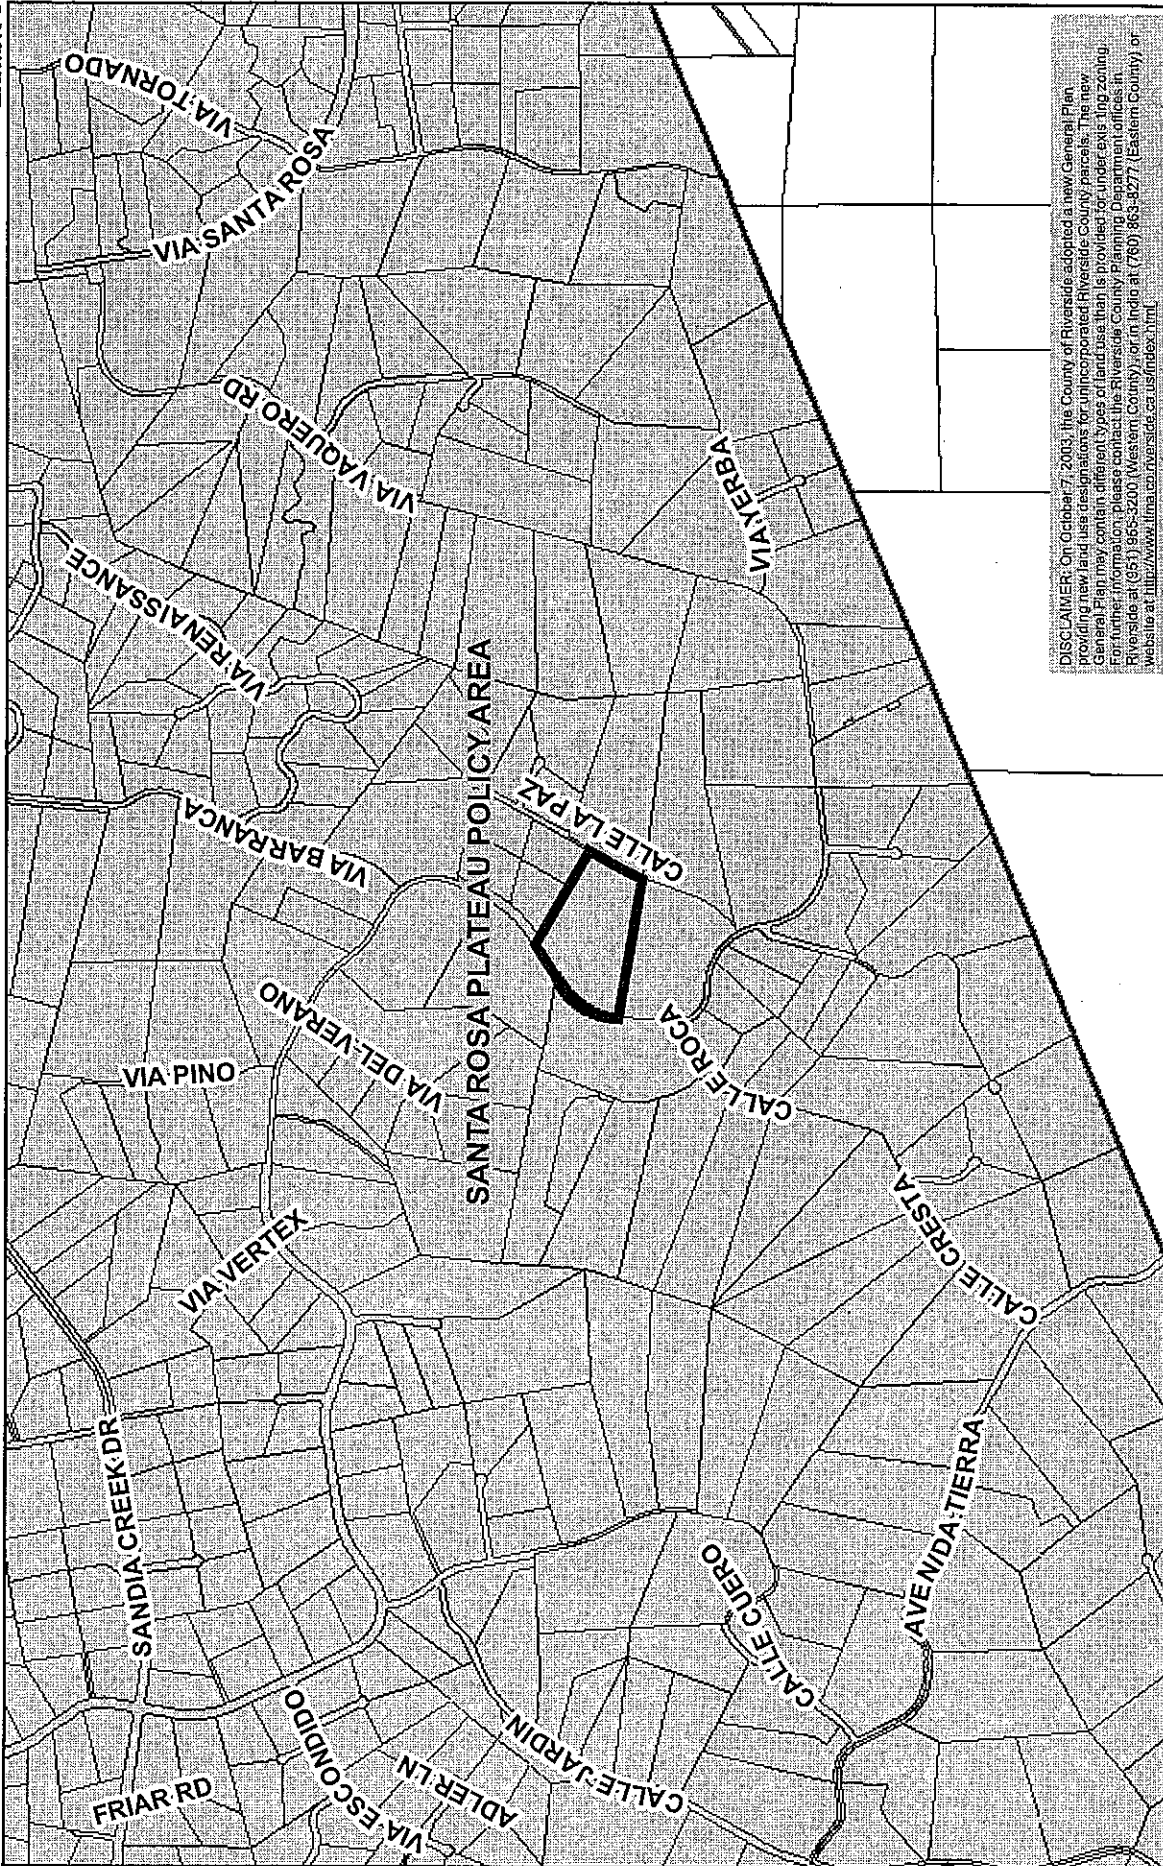 VIA TORNADO
VIA SANTA ROSA
VIA VAQUERO RD
VIA RENAISSANCE
VIA YERBA
VIA BARRANCA
SANTA ROSA PLATEAU POLICY AREA
CALLE LA PAZ
VIA DEL VERANO
VIA PINO
CALLE ROCA
VIA VERTEX
CALLE CRESTA
SANDIA CREEK DR
AVENIDA TIERRA
CALLE CUERO
FRIAR RD
VIA ESCONDIDO
ADLER LN
CALLE JARDIN
DISCLAIMER: On October 7, 2003, the County of Riverside adopted a new General Plan
providing new land use designations for unincorporated Riverside County parcels. The new
General Plan may contain different types of land use than is provided for under existing zoning.
For further information, please contact the Riverside County Planning Department offices in
Riverside at (951) 955-3200 (Western County) or in Indio at (760) 863-8277 (Eastern County) or
website at http://www.tlma.co.riverside.ca.us/index.html